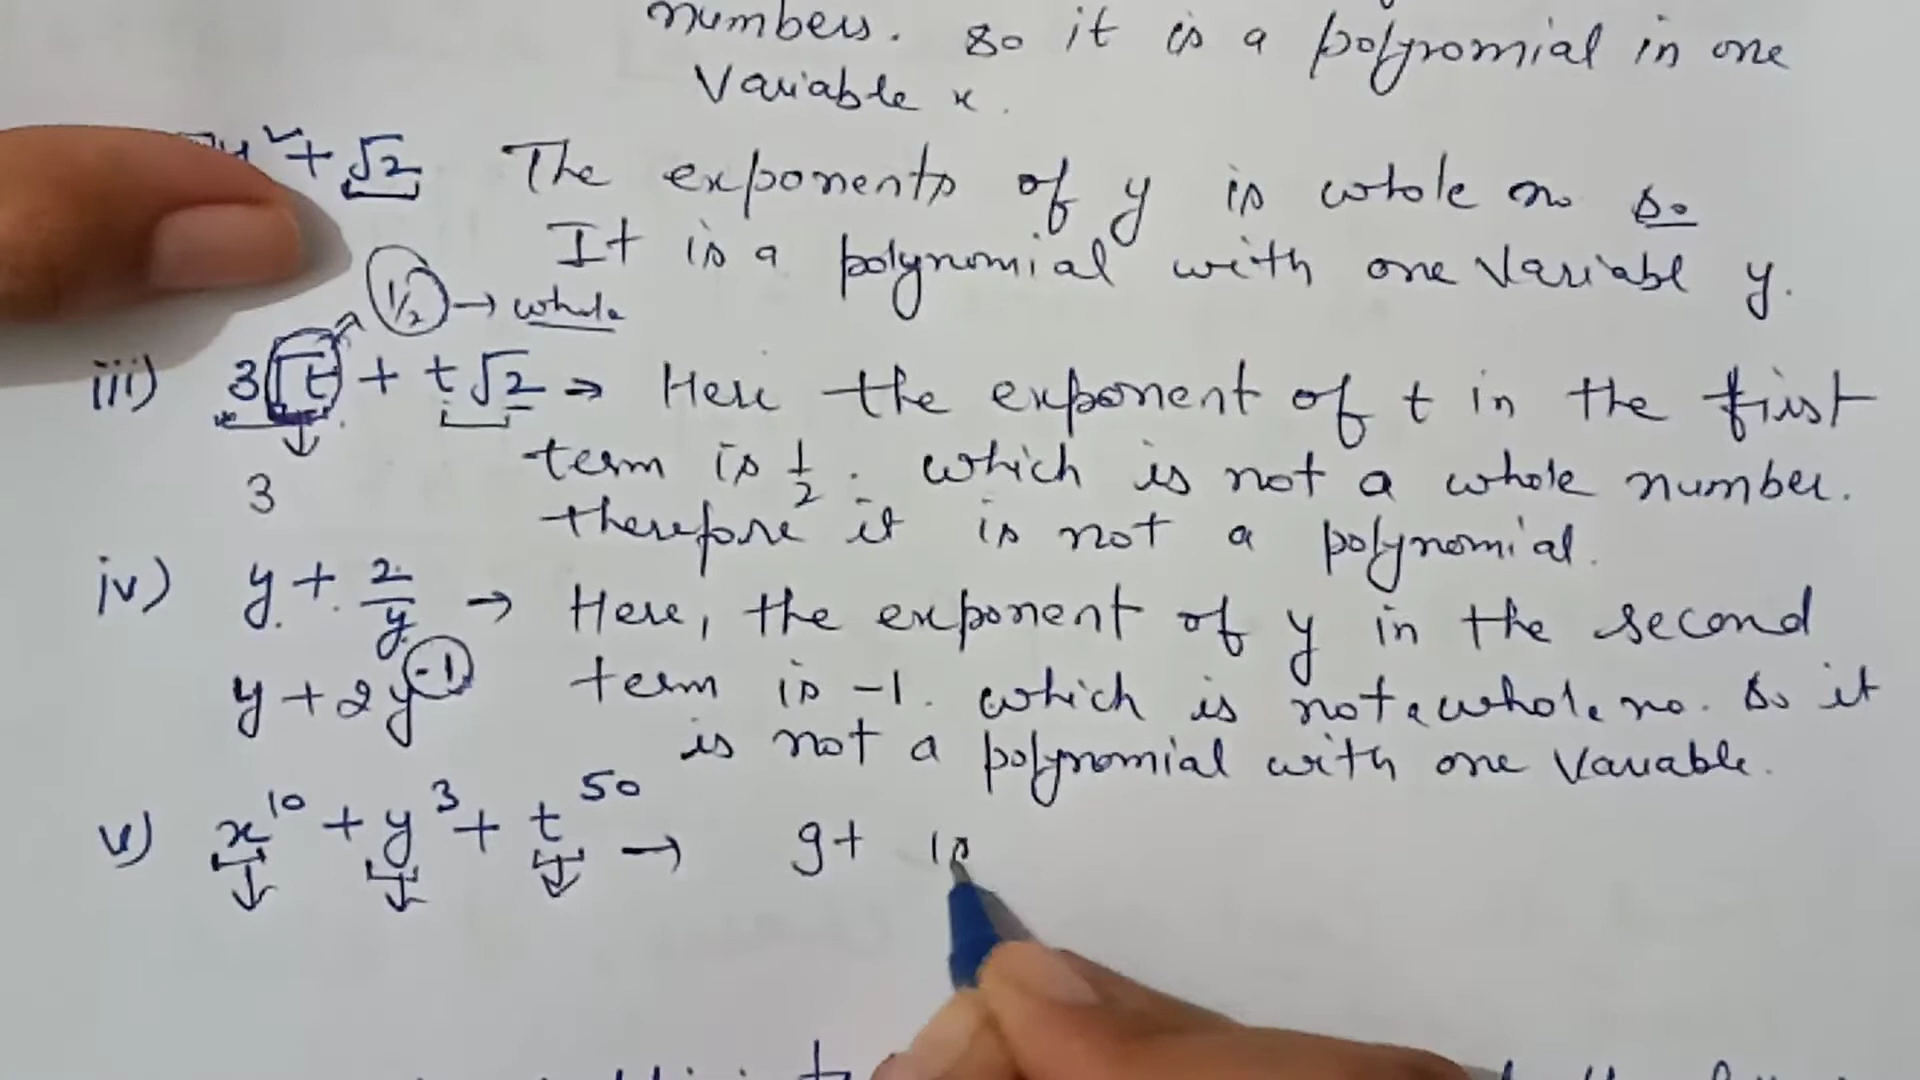 numbers. so it is a polynomial in one
Variable x.
y² + √2 The exponents of y is whole no so
It is a polynomial with one Variable y.
1/2 → whole
iii) 3√t + t√2 → Here the exponent of t in the first
term is 1/2. which is not a whole number.
3
therefore it is not a polynomial.
iv) y + 2/y → Here, the exponent of y in the second
y + 2y⁻¹ term is -1. which is not a whole no. So it
is not a polynomial with one Variable.
v) x¹⁰ + y³ + t⁵⁰ → It is